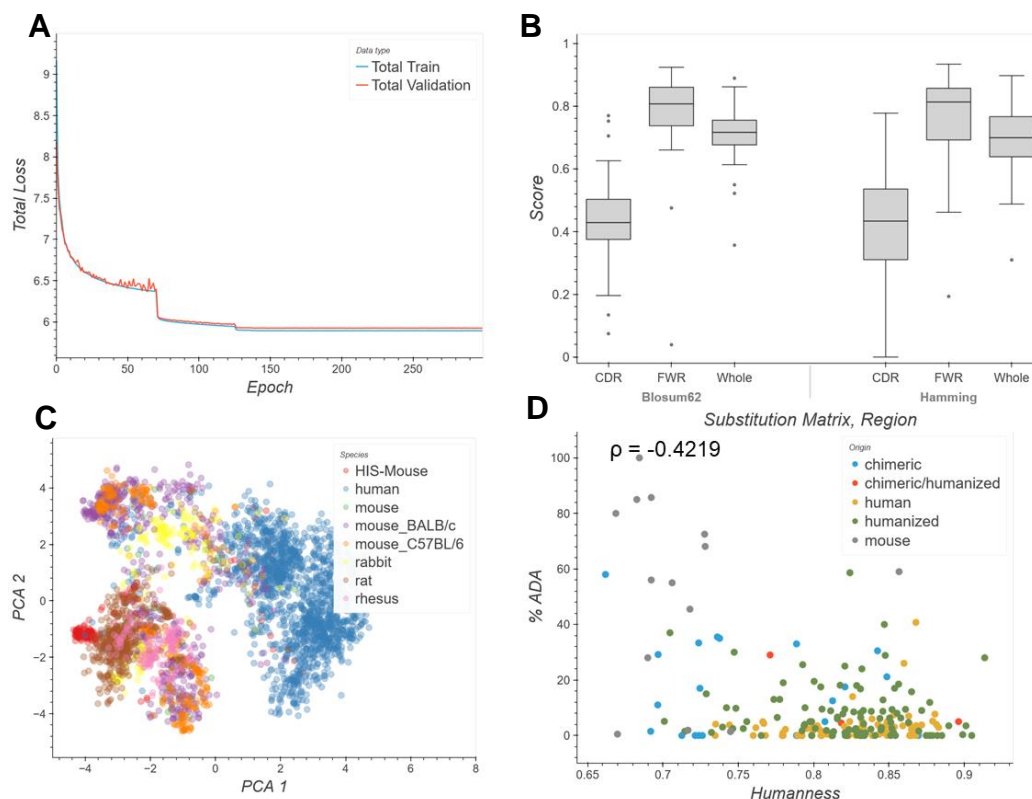 A
Data type
Total Train
Total Validation
9
8.5
8
7.5
7
6.5
6
Total Loss
0
50
100
150
200
250
Epoch
B
1
0.8
0.6
0.4
0.2
0
Score
CDR
FWR
Whole
CDR
FWR
Whole
Blosum62
Hamming
Substitution Matrix, Region
C
Species
HIS-Mouse
human
mouse
mouse_BALB/c
mouse_C57BL/6
rabbit
rat
rhesus
4
2
0
−2
−4
PCA 2
−4
−2
0
2
4
6
8
PCA 1
D
ρ = -0.4219
Origin
chimeric
chimeric/humanized
human
humanized
mouse
100
80
60
40
20
0
% ADA
0.65
0.7
0.75
0.8
0.85
0.9
Humanness